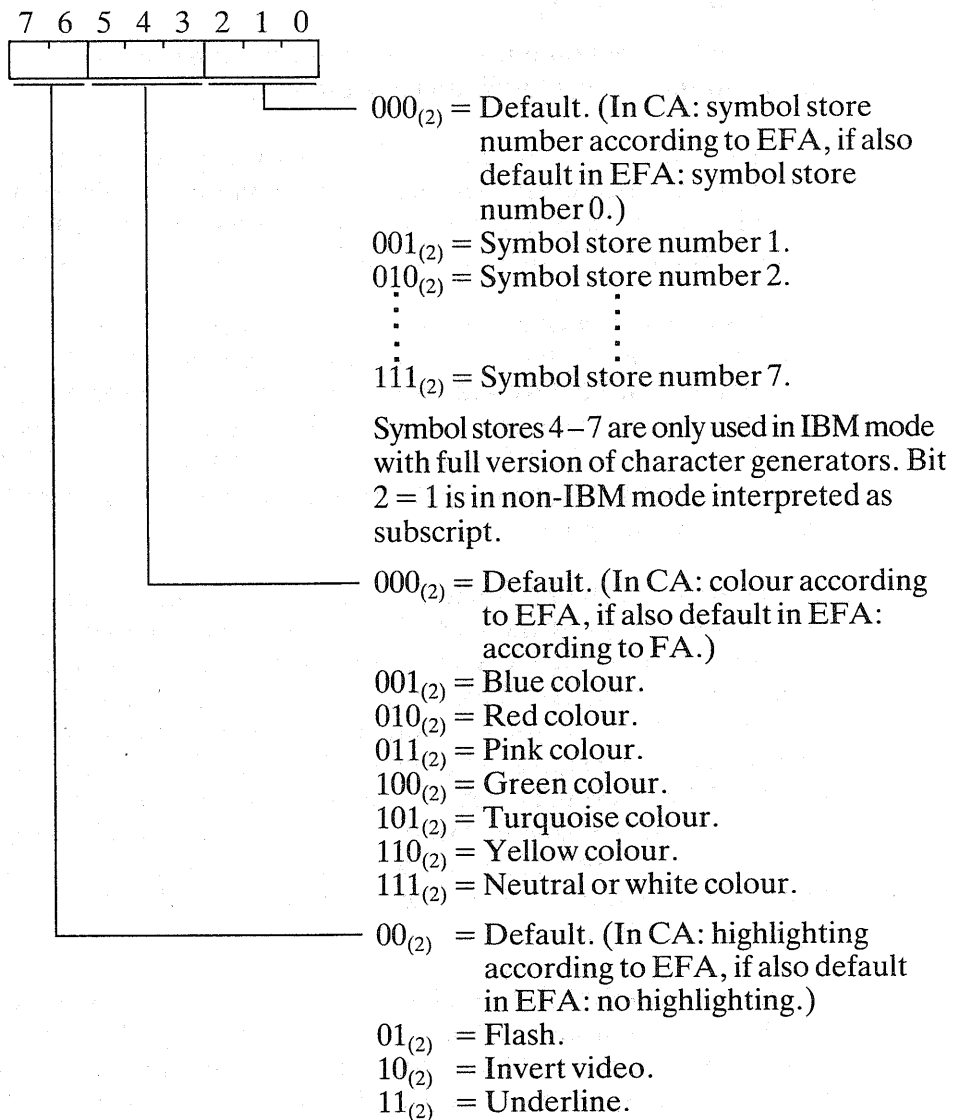 7 6 5 4 3 2 1 0
000(2) = Default. (In CA: symbol store
number according to EFA, if also
default in EFA: symbol store
number 0.)
001(2) = Symbol store number 1.
010(2) = Symbol store number 2.
111(2) = Symbol store number 7.
Symbol stores 4–7 are only used in IBM mode
with full version of character generators. Bit
2 = 1 is in non-IBM mode interpreted as
subscript.
000(2) = Default. (In CA: colour according
to EFA, if also default in EFA:
according to FA.)
001(2) = Blue colour.
010(2) = Red colour.
011(2) = Pink colour.
100(2) = Green colour.
101(2) = Turquoise colour.
110(2) = Yellow colour.
111(2) = Neutral or white colour.
00(2) = Default. (In CA: highlighting
according to EFA, if also default
in EFA: no highlighting.)
01(2) = Flash.
10(2) = Invert video.
11(2) = Underline.